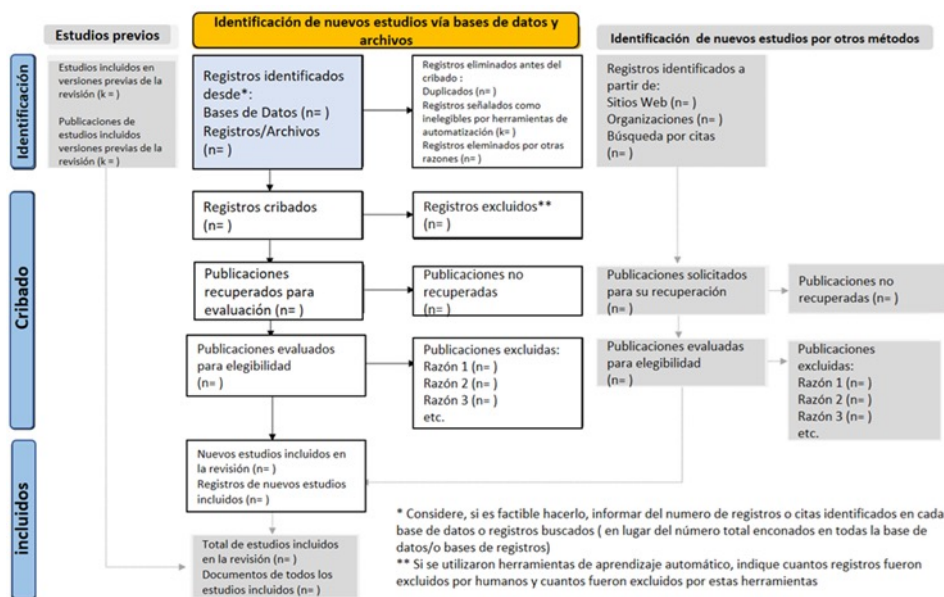 Estudios previos
Identificación de nuevos estudios vía bases de datos y
archivos
Identificación de nuevos estudios por otros métodos
Identificación
Estudios incluidos en
versiones previas de la
revisión (k = )
Publicaciones de
estudios incluidos
versiones previas de la
revisión (k = )
Registros identificados
desde*:
Bases de Datos (n= )
Registros/Archivos
(n= )
Registros eliminados antes del
cribado :
Duplicados (n= )
Registros señalados como
inelegibles por herramientas de
automatización (k= )
Registros eleminados por otras
razones (n= )
Registros identificados a
partir de:
Sitios Web (n= )
Organizaciones (n= )
Búsqueda por citas
(n= )
Cribado
Registros cribados
(n= )
Registros excluidos**
(n= )
Publicaciones
recuperados para
evaluación (n= )
Publicaciones no
recuperadas
(n= )
Publicaciones solicitados
para su recuperación
(n= )
Publicaciones no
recuperadas (n= )
Publicaciones evaluados
para elegibilidad
(n= )
Publicaciones excluidas:
Razón 1 (n= )
Razón 2 (n= )
Razón 3 (n= )
etc.
Publicaciones evaluadas
para elegibilidad
(n= )
Publicaciones
excluidas:
Razón 1 (n= )
Razón 2 (n= )
Razón 3 (n= )
etc.
incluidos
Nuevos estudios incluidos en
la revisión (n= )
Registros de nuevos estudios
incluidos (n= )
Total de estudios incluidos
en la revisión (n= )
Documentos de todos los
estudios incluidos (n= )
* Considere, si es factible hacerlo, informar del numero de registros o citas identificados en cada
base de datos o registros buscados ( en lugar del número total enconados en todas la base de
datos/o bases de registros)
** Si se utilizaron herramientas de aprendizaje automático, indique cuantos registros fueron
excluidos por humanos y cuantos fueron excluidos por estas herramientas